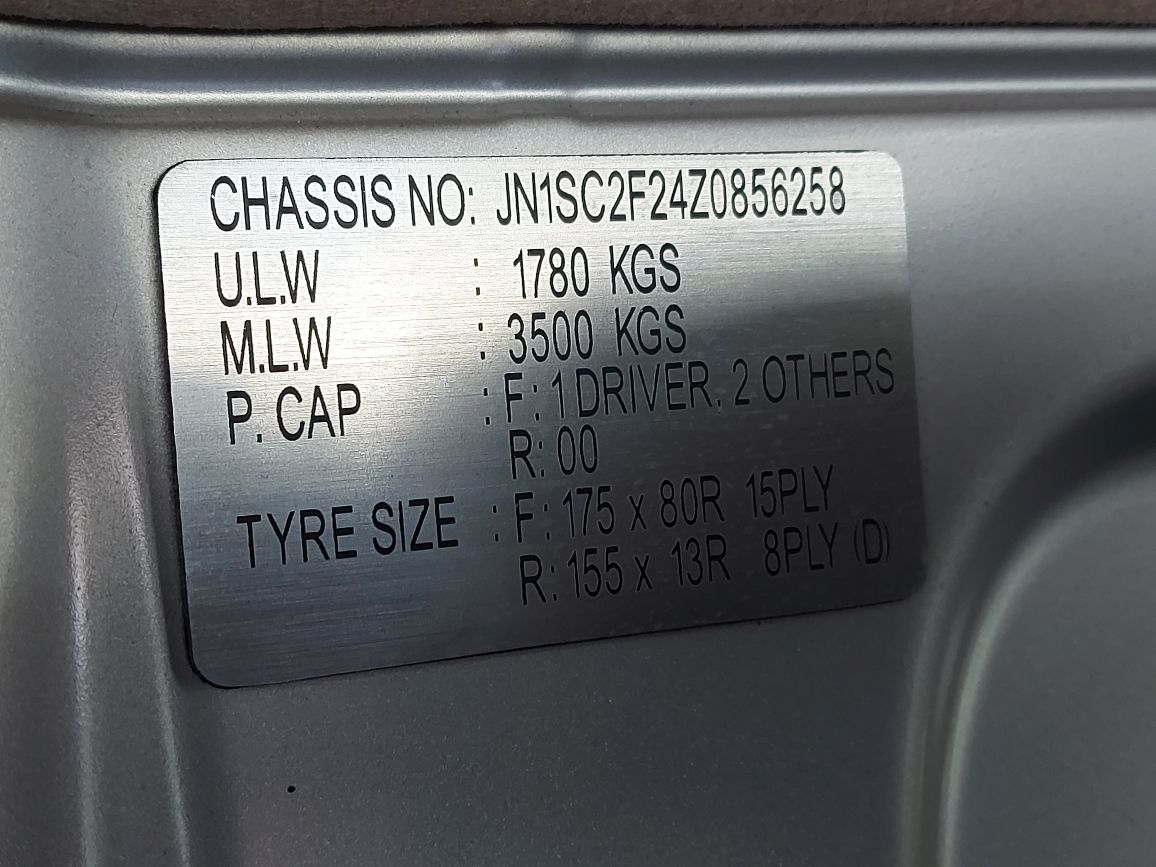 CHASSIS NO: JN1SC2F24Z0856258
U.L.W : 1780 KGS
M.L.W : 3500 KGS
P. CAP : F: 1 DRIVER, 2 OTHERS
R: 00
TYRE SIZE : F: 175 x 80R 15PLY
R: 155 x 13R 8PLY (D)